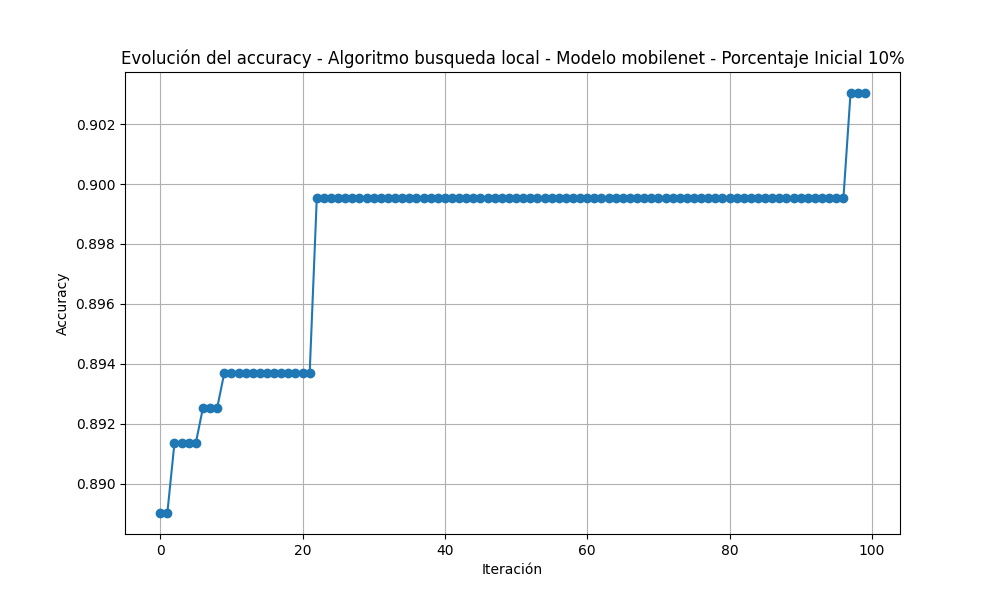 Evolución del accuracy - Algoritmo busqueda local - Modelo mobilenet - Porcentaje Inicial 10%
0.902
0.900
0.898
0.896
0.894
0.892
0.890
Accuracy
0 20 40 60 80 100
Iteración